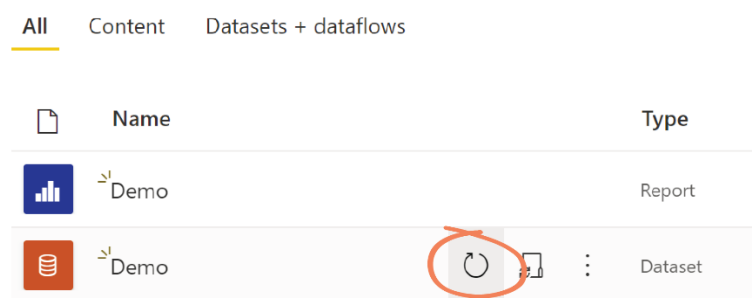 All Content Datasets + dataflows
Name Type
Demo Report
Demo Dataset